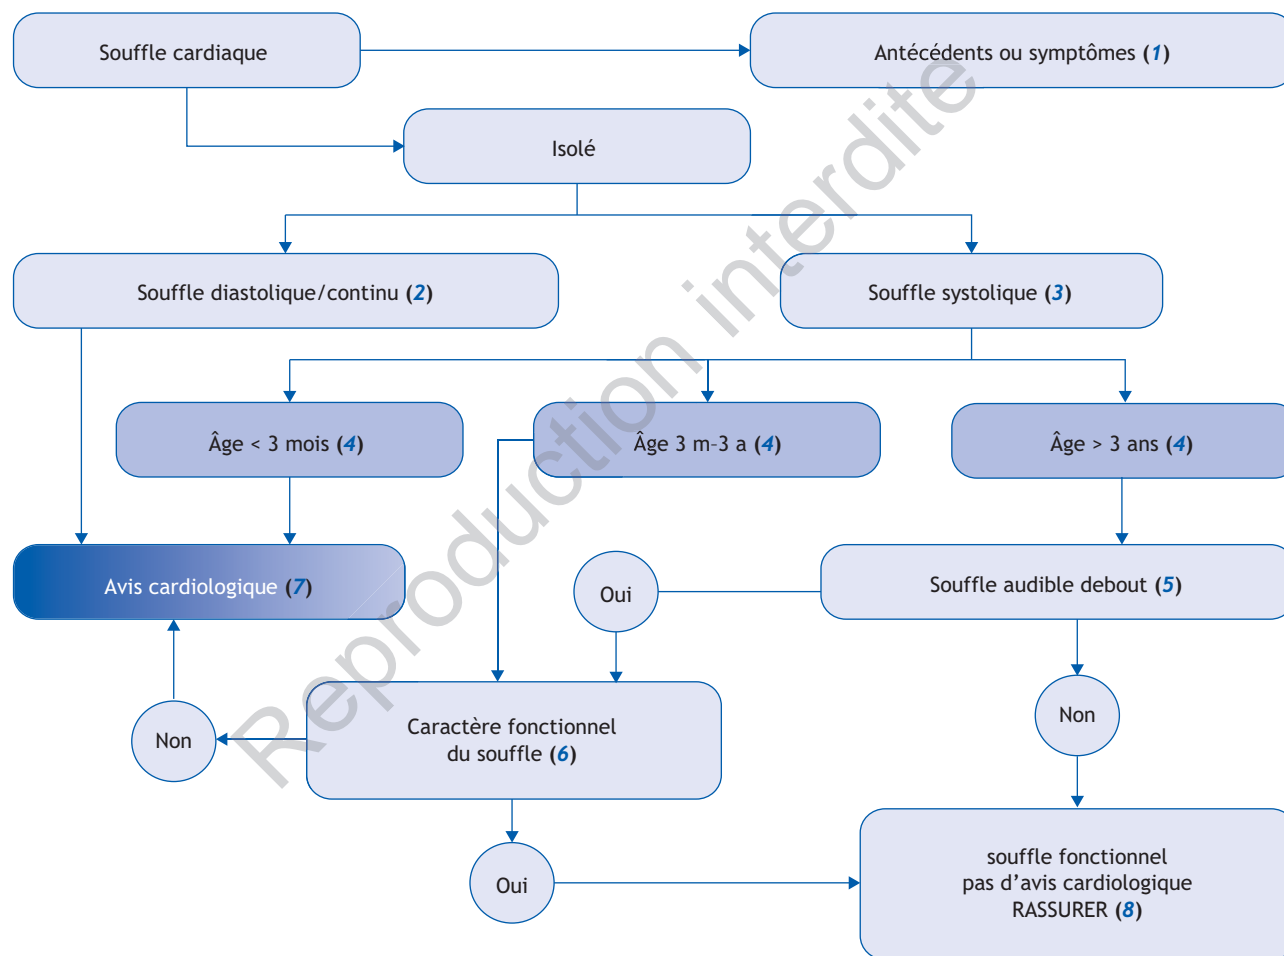 Souffle cardiaque
Antécédents ou symptômes (1)
Isolé
Souffle diastolique/continu (2)
Souffle systolique (3)
Âge < 3 mois (4)
Âge 3 m–3 a (4)
Âge > 3 ans (4)
Avis cardiologique (7)
Oui
Souffle audible debout (5)
Non
Caractère fonctionnel
du souffle (6)
Non
Oui
souffle fonctionnel
pas d’avis cardiologique
RASSURER (8)
Reproduction interdite